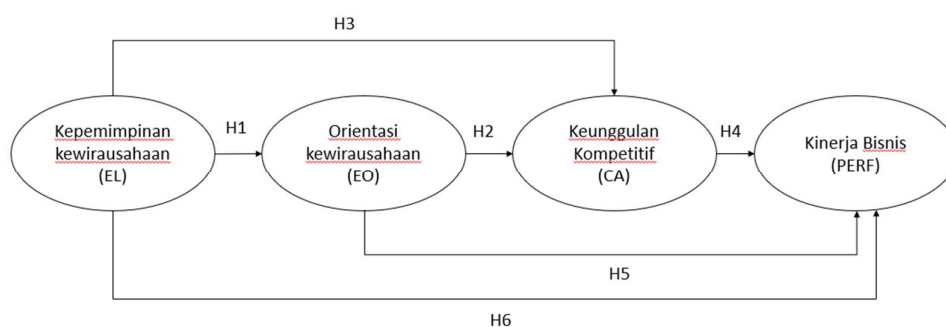 H3
Kepemimpinan
kewirausahaan
(EL)
H1
Orientasi
kewirausahaan
(EO)
H2
Keunggulan
Kompetitif
(CA)
H4
Kinerja Bisnis
(PERF)
H5
H6